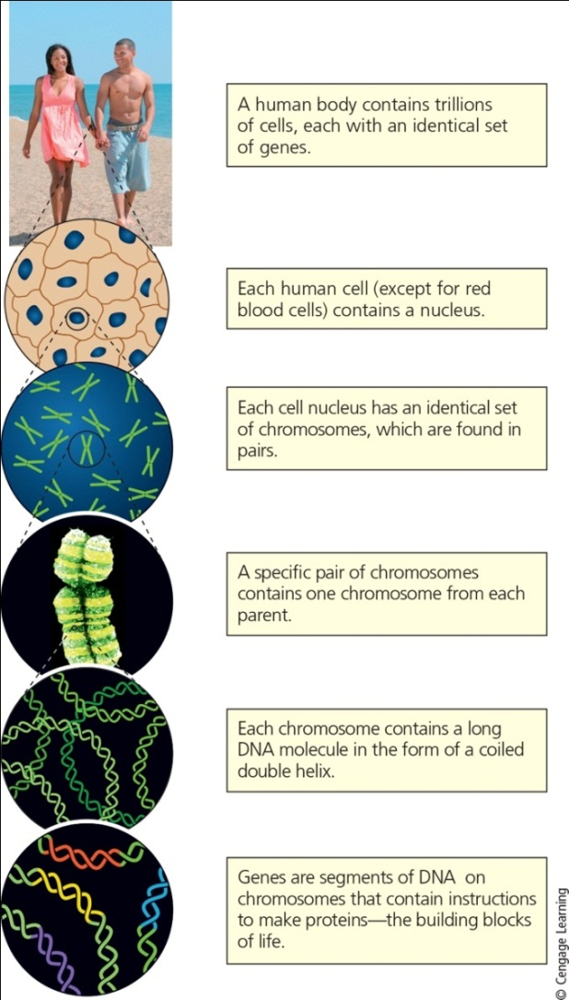 A human body contains trillions
of cells, each with an identical set
of genes.
Each human cell (except for red
blood cells) contains a nucleus.
Each cell nucleus has an identical set
of chromosomes, which are found in
pairs.
A specific pair of chromosomes
contains one chromosome from each
parent.
Each chromosome contains a long
DNA molecule in the form of a coiled
double helix.
Genes are segments of DNA on
chromosomes that contain instructions
to make proteins—the building blocks
of life.
© Cengage Learning